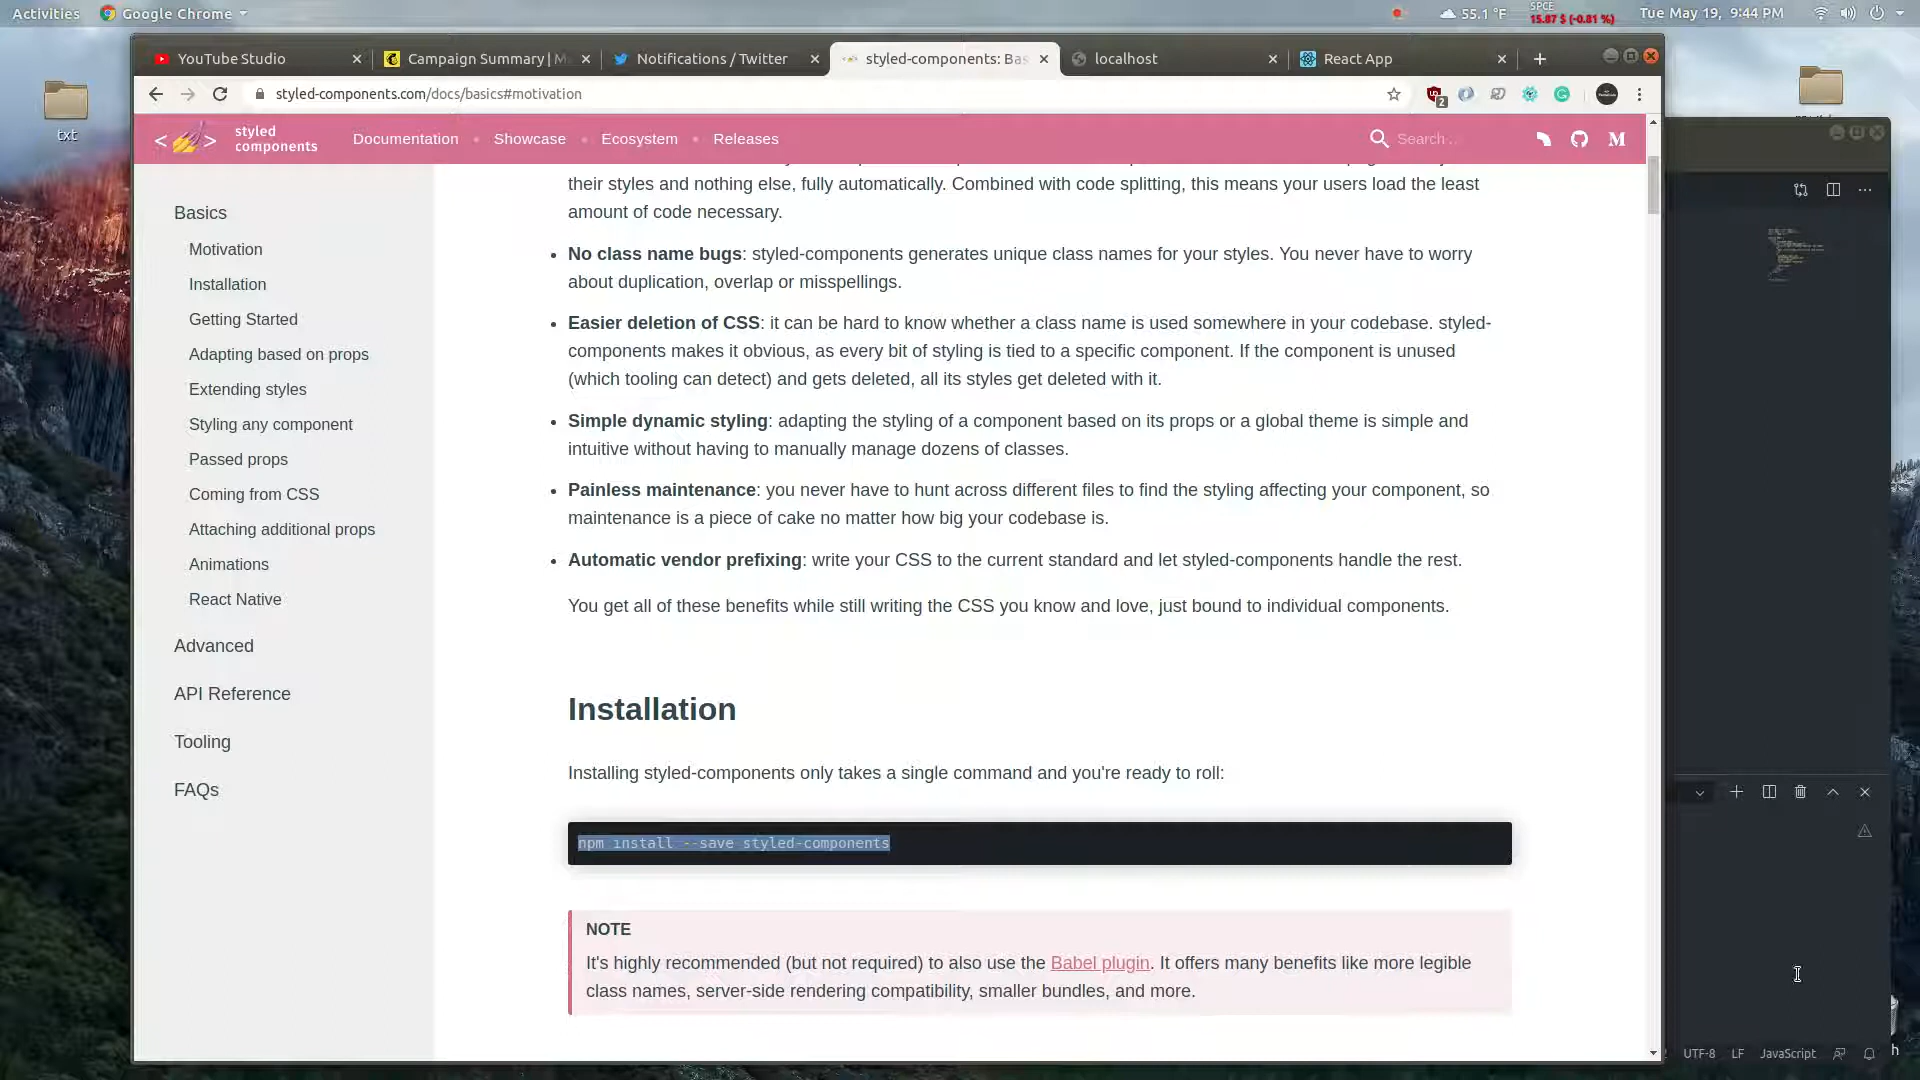 Activities
Google Chrome
55.1 °F
SPCE
15.87 $ (-0.81 %)
Tue May 19, 9:44 PM
txt
YouTube Studio
Campaign Summary | M
Notifications / Twitter
styled-components: Bas
localhost
React App
styled-components.com/docs/basics#motivation
2
styled
components
Documentation
Showcase
Ecosystem
Releases
Search ...
Basics
Motivation
Installation
Getting Started
Adapting based on props
Extending styles
Styling any component
Passed props
Coming from CSS
Attaching additional props
Animations
React Native
Advanced
API Reference
Tooling
FAQs
their styles and nothing else, fully automatically. Combined with code splitting, this means your users load the least
amount of code necessary.
No class name bugs: styled-components generates unique class names for your styles. You never have to worry
about duplication, overlap or misspellings.
Easier deletion of CSS: it can be hard to know whether a class name is used somewhere in your codebase. styled-
components makes it obvious, as every bit of styling is tied to a specific component. If the component is unused
(which tooling can detect) and gets deleted, all its styles get deleted with it.
Simple dynamic styling: adapting the styling of a component based on its props or a global theme is simple and
intuitive without having to manually manage dozens of classes.
Painless maintenance: you never have to hunt across different files to find the styling affecting your component, so
maintenance is a piece of cake no matter how big your codebase is.
Automatic vendor prefixing: write your CSS to the current standard and let styled-components handle the rest.
You get all of these benefits while still writing the CSS you know and love, just bound to individual components.
Installation
Installing styled-components only takes a single command and you're ready to roll:
npm install --save styled-components
NOTE
It's highly recommended (but not required) to also use the Babel plugin. It offers many benefits like more legible
class names, server-side rendering compatibility, smaller bundles, and more.
UTF-8
LF
JavaScript
h